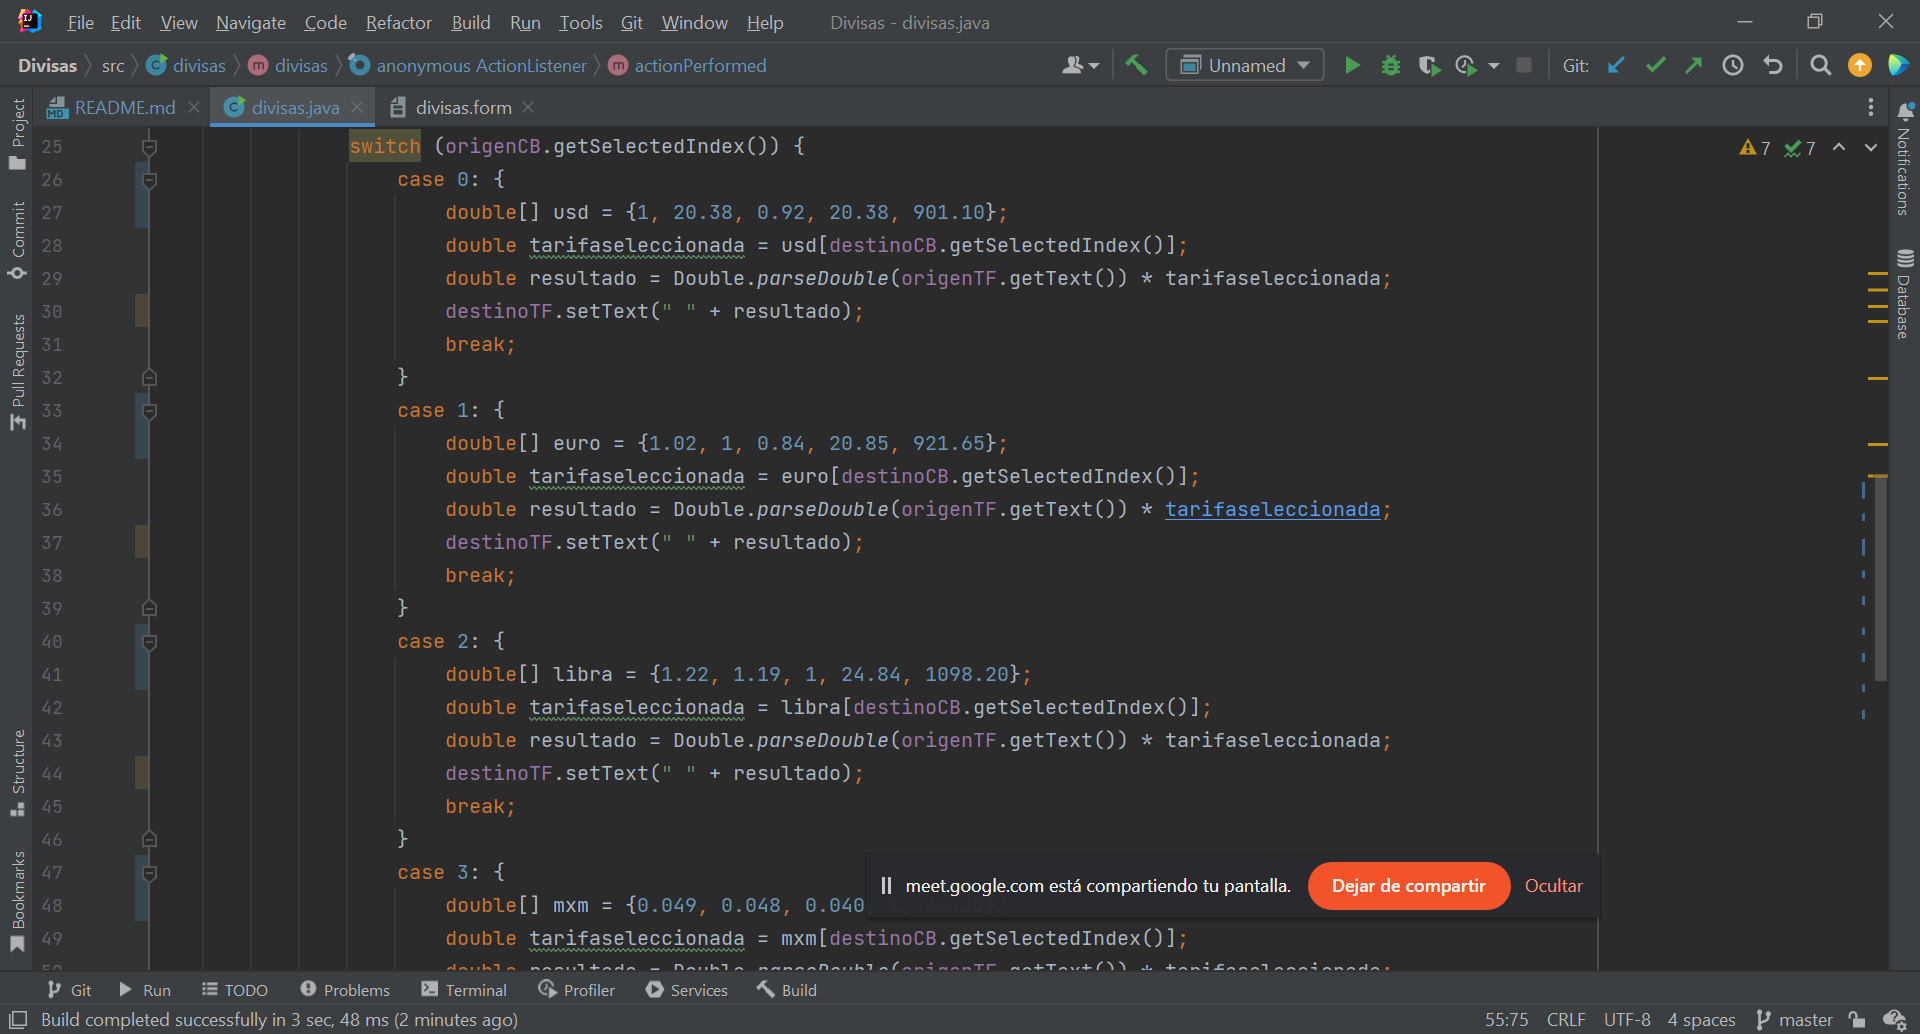 File Edit View Navigate Code Refactor Build Run Tools Git Window Help Divisas - divisas.java
Divisas src divisas divisas anonymous ActionListener actionPerformed Unnamed Git:
README.md divisas.java divisas.form
Project
Commit
Pull Requests
Structure
Bookmarks
Notifications
Database
7 7
25 switch (origenCB.getSelectedIndex()) {
26 case 0: {
27 double[] usd = {1, 20.38, 0.92, 20.38, 901.10};
28 double tarifaseleccionada = usd[destinoCB.getSelectedIndex()];
29 double resultado = Double.parseDouble(origenTF.getText()) * tarifaseleccionada;
30 destinoTF.setText(" " + resultado);
31 break;
32 }
33 case 1: {
34 double[] euro = {1.02, 1, 0.84, 20.85, 921.65};
35 double tarifaseleccionada = euro[destinoCB.getSelectedIndex()];
36 double resultado = Double.parseDouble(origenTF.getText()) * tarifaseleccionada;
37 destinoTF.setText(" " + resultado);
38 break;
39 }
40 case 2: {
41 double[] libra = {1.22, 1.19, 1, 24.84, 1098.20};
42 double tarifaseleccionada = libra[destinoCB.getSelectedIndex()];
43 double resultado = Double.parseDouble(origenTF.getText()) * tarifaseleccionada;
44 destinoTF.setText(" " + resultado);
45 break;
46 }
47 case 3: {
48 double[] mxm = {0.049, 0.048, 0.040
49 double tarifaseleccionada = mxm[destinoCB.getSelectedIndex()];
meet.google.com está compartiendo tu pantalla. Dejar de compartir Ocultar
Git Run TODO Problems Terminal Profiler Services Build
Build completed successfully in 3 sec, 48 ms (2 minutes ago) 55:75 CRLF UTF-8 4 spaces master